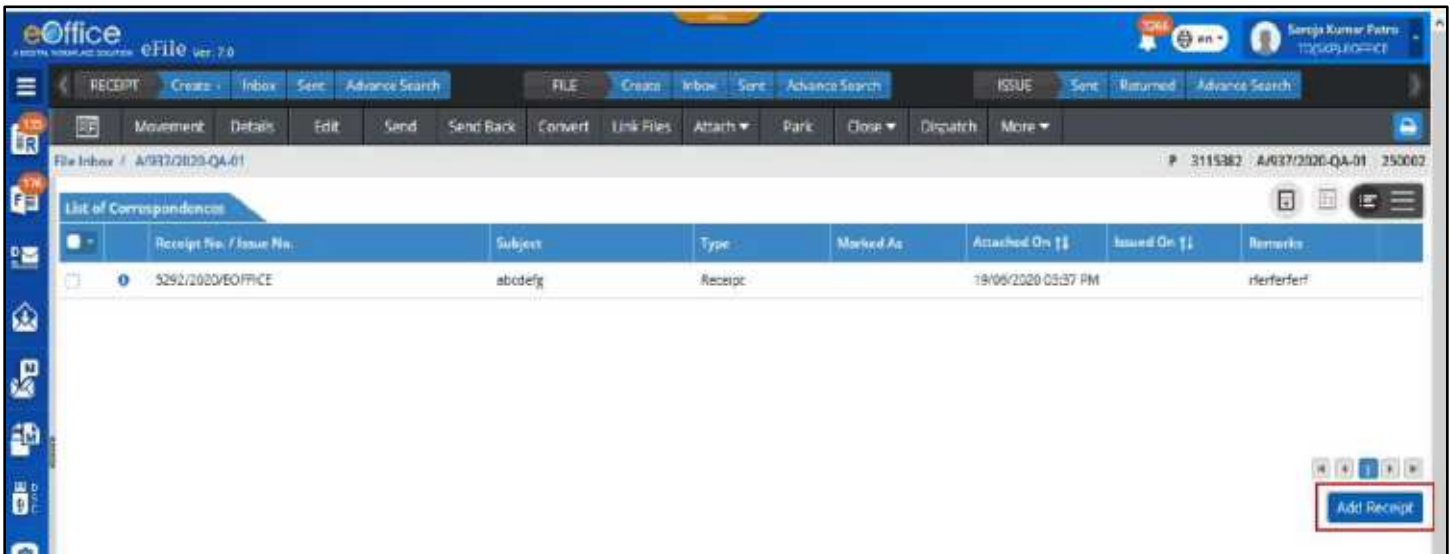 eOffice
eFile Ver. 7.0
en
Saroja Kumar Patro
RECEIPT Create Inbox Sent Advance Search FILE Create Inbox Sent Advance Search ISSUE Sent Returned Advance Search
Movement Details Edit Send Send Back Convert Link Files Attach Park Close Dispatch More
R
File Inbox / A/937/2020-QA-01 P 3115382 A/937/2020-QA-01 250002
F
List of Correspondences
Receipt No. / Issue No. Subject Type Marked As Attached On Issued On Remarks
D
S
5292/2020/EOFFICE abcdefg Receipt 03:37 PM rferferferf
M
M
D
S
C
1
Add Receipt